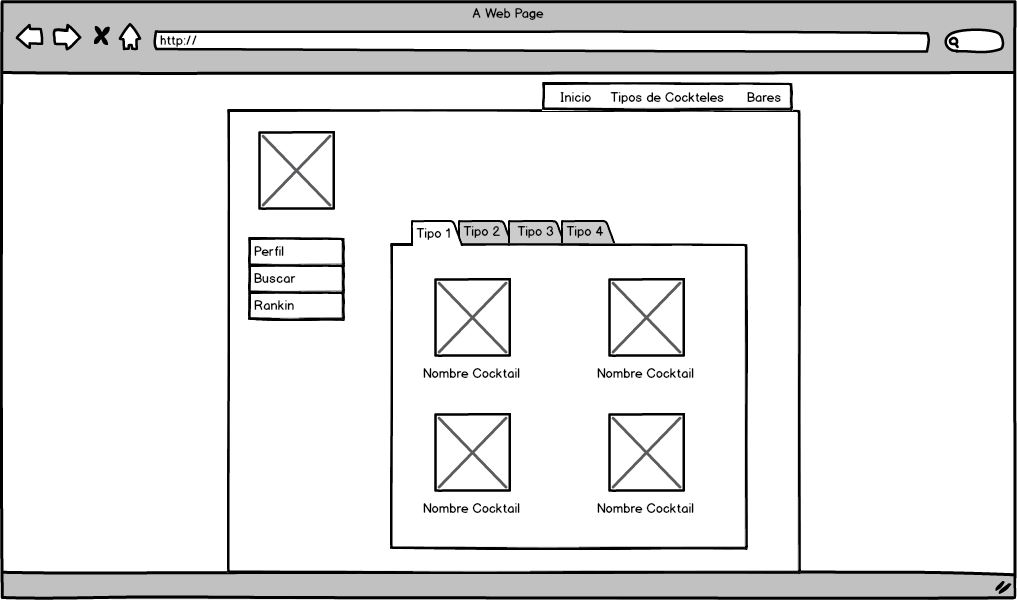 A Web Page
http://
Inicio Tipos de Cockteles Bares
Perfil
Buscar
Rankin
Tipo 1 Tipo 2 Tipo 3 Tipo 4
Nombre Cocktail Nombre Cocktail
Nombre Cocktail Nombre Cocktail